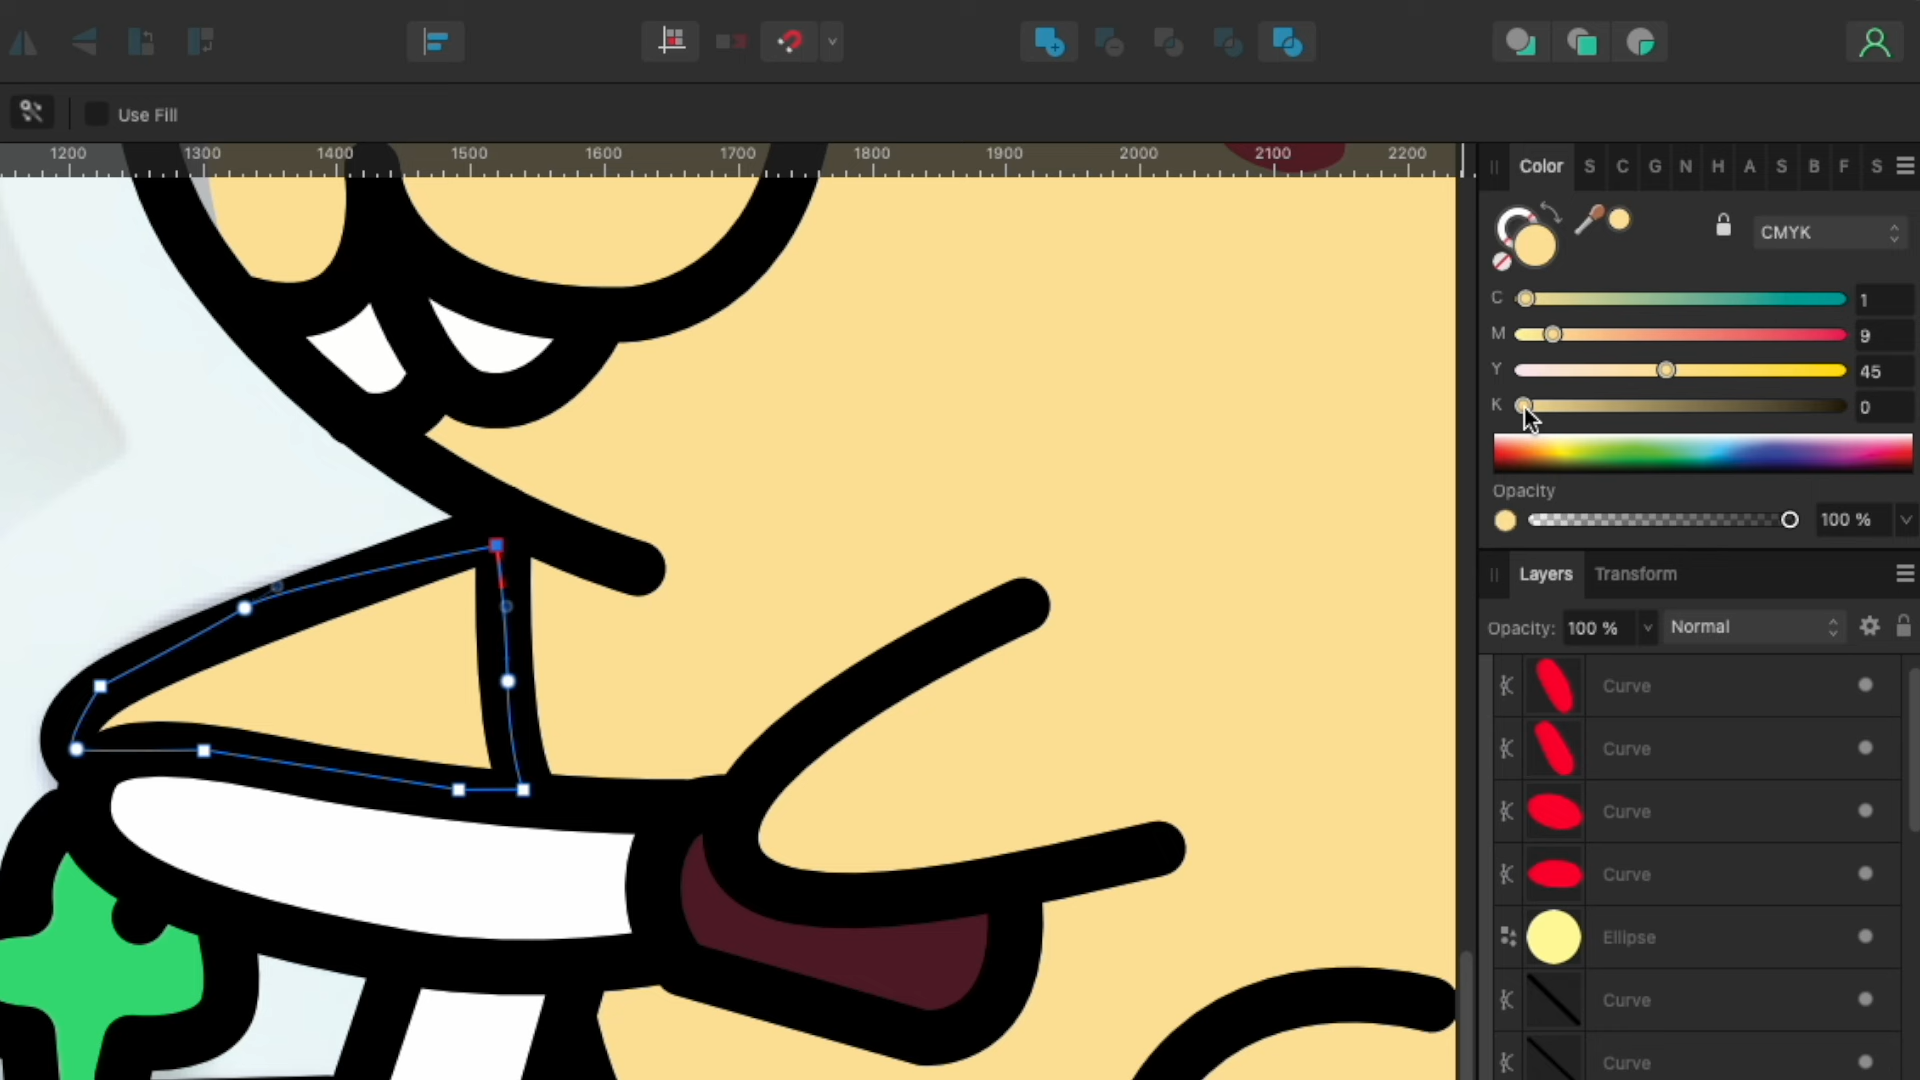 Use Fill
1200 1300 1400 1500 1600 1700 1800 1900 2000 2100 2200
Color S C G N H A S B F S
CMYK
C 1
M 9
Y 45
K 0
Opacity
100 %
Layers Transform
Opacity: 100 % Normal
Curve
Curve
Curve
Curve
Ellipse
Curve
Curve